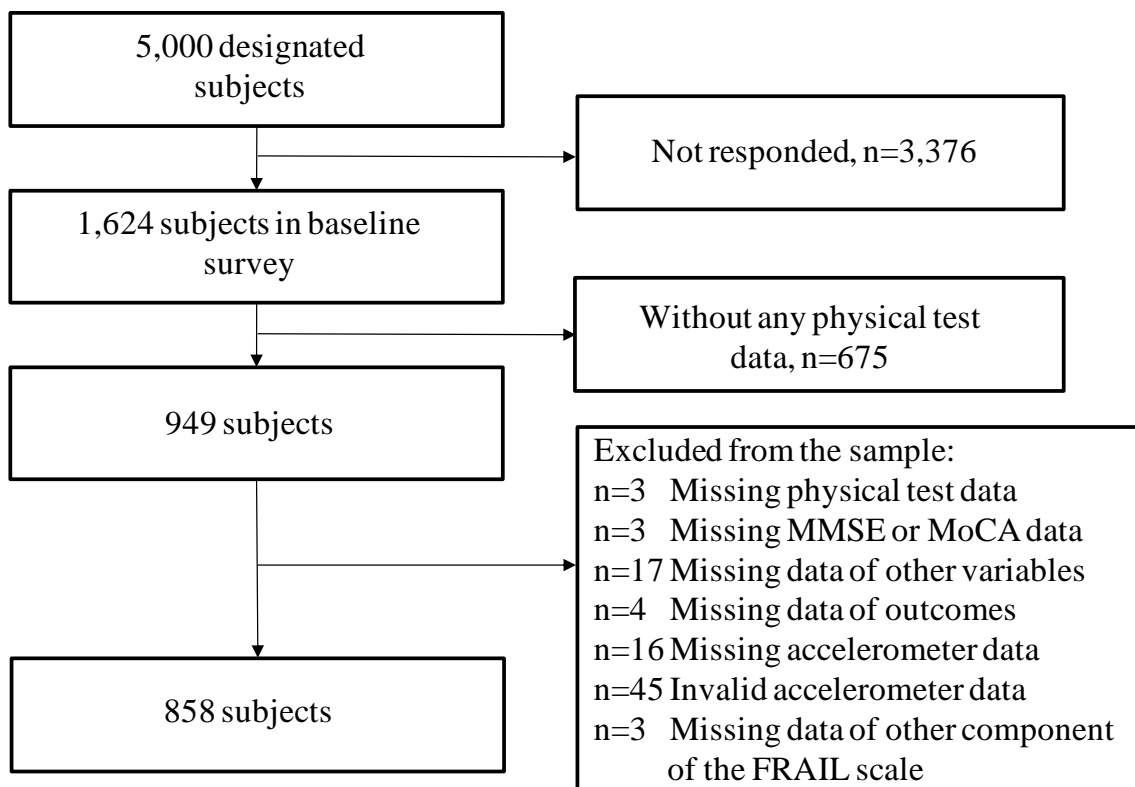 5,000 designated
subjects
Not responded, n=3,376
1,624 subjects in baseline
survey
Without any physical test
data, n=675
949 subjects
Excluded from the sample:
n=3 Missing physical test data
n=3 Missing MMSE or MoCA data
n=17 Missing data of other variables
n=4 Missing data of outcomes
n=16 Missing accelerometer data
n=45 Invalid accelerometer data
n=3 Missing data of other component
of the FRAIL scale
858 subjects